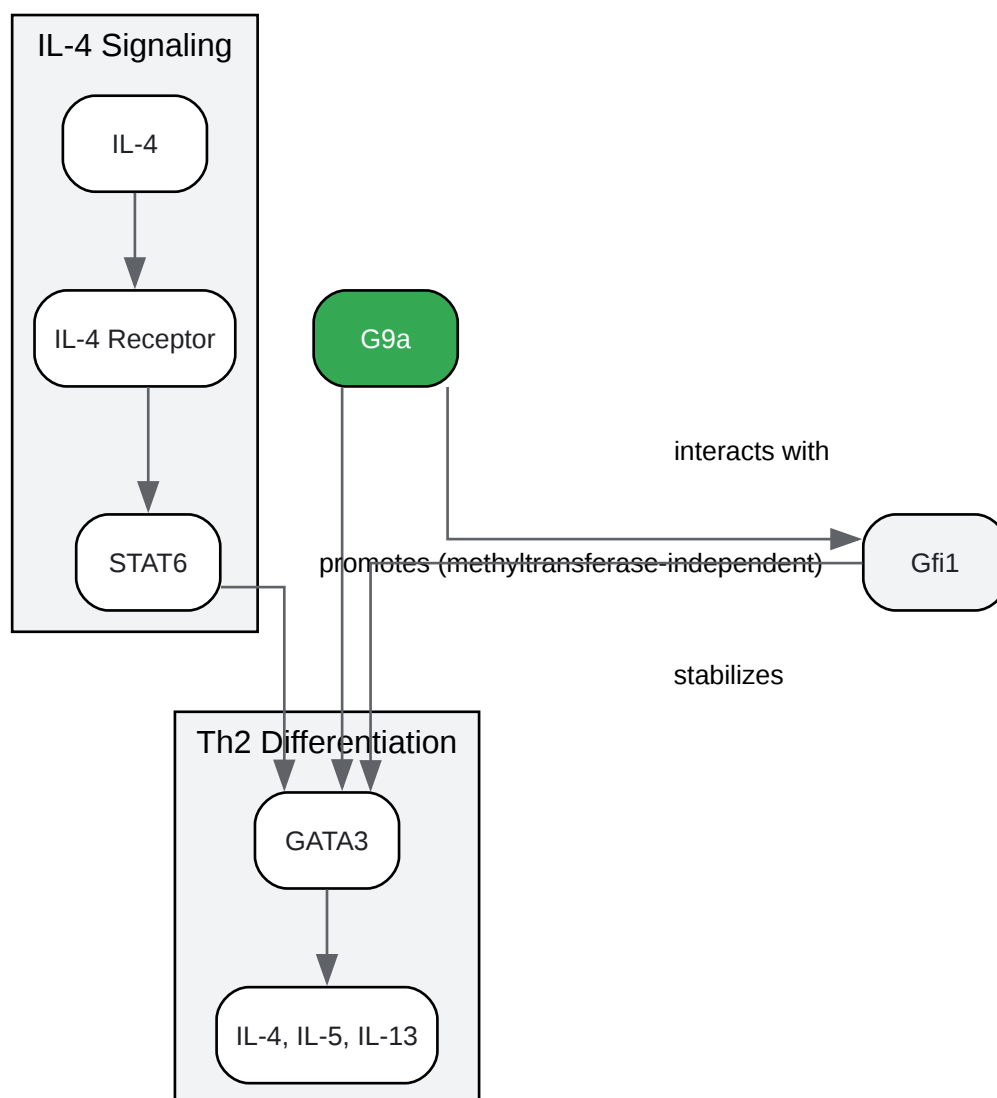 IL-4 Signaling
IL-4
IL-4 Receptor
G9a
interacts with
STAT6
promotes (methyltransferase-independent)
Gfi1
stabilizes
Th2 Differentiation
GATA3
IL-4, IL-5, IL-13